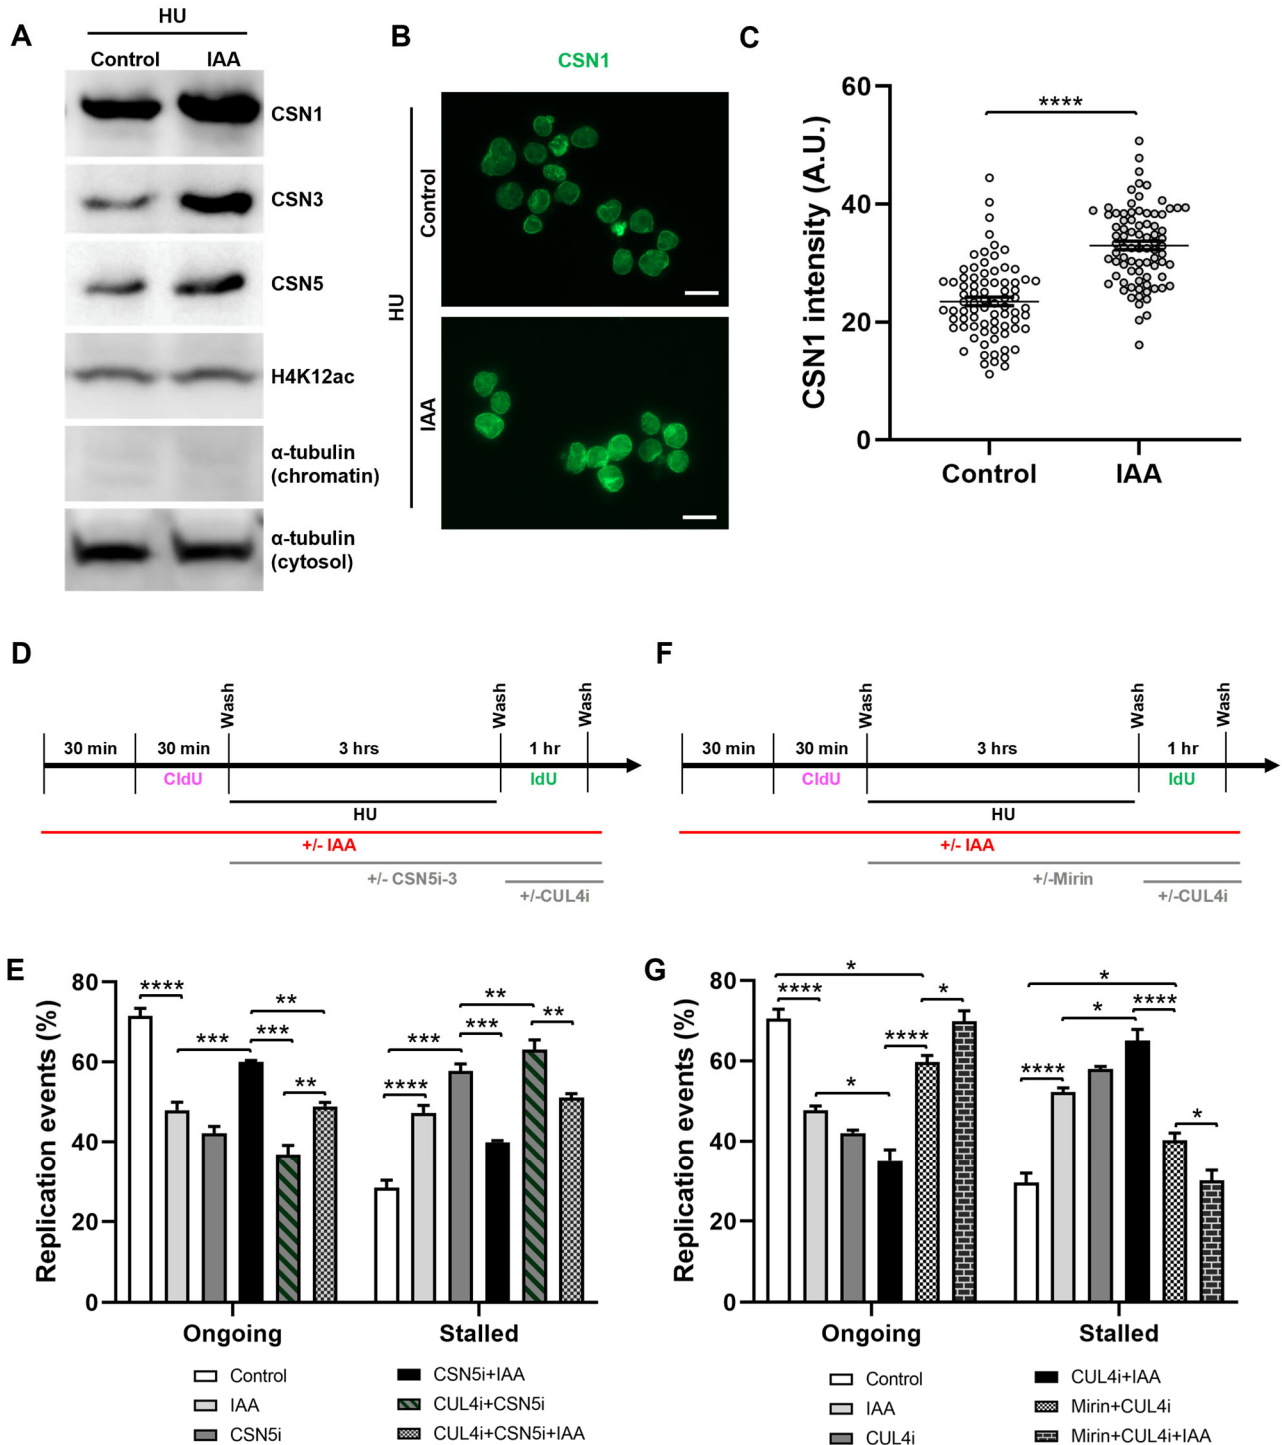 A
HU
Control
IAA
CSN1
CSN3
CSN5
H4K12ac
α-tubulin
(chromatin)
α-tubulin
(cytosol)
B
CSN1
HU
Control
IAA
C
CSN1 intensity (A.U.)
60
40
20
0
****
Control
IAA
D
Wash
Wash
Wash
30 min
30 min
3 hrs
1 hr
CldU
IdU
HU
+/- IAA
+/- CSN5i-3
+/-CUL4i
F
Wash
Wash
Wash
30 min
30 min
3 hrs
1 hr
CldU
IdU
HU
+/- IAA
+/-Mirin
+/-CUL4i
E
Replication events (%)
80
60
40
20
0
****
***
**
***
**
***
****
**
***
**
Ongoing
Stalled
Control
IAA
CSN5i
CSN5i+IAA
CUL4i+CSN5i
CUL4i+CSN5i+IAA
G
Replication events (%)
80
60
40
20
0
*
****
*
****
*
*
****
*
****
*
Ongoing
Stalled
Control
IAA
CUL4i
CUL4i+IAA
Mirin+CUL4i
Mirin+CUL4i+IAA